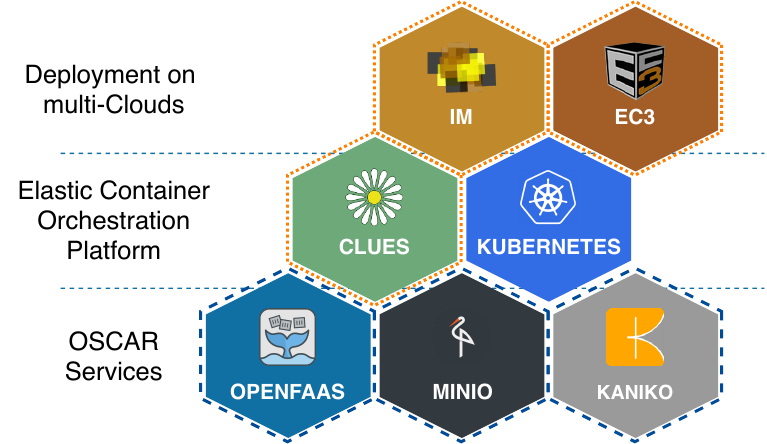 Deployment on
multi-Clouds
IM
EC3
Elastic Container
Orchestration
Platform
CLUES
KUBERNETES
OSCAR
Services
OPENFAAS
MINIO
KANIKO